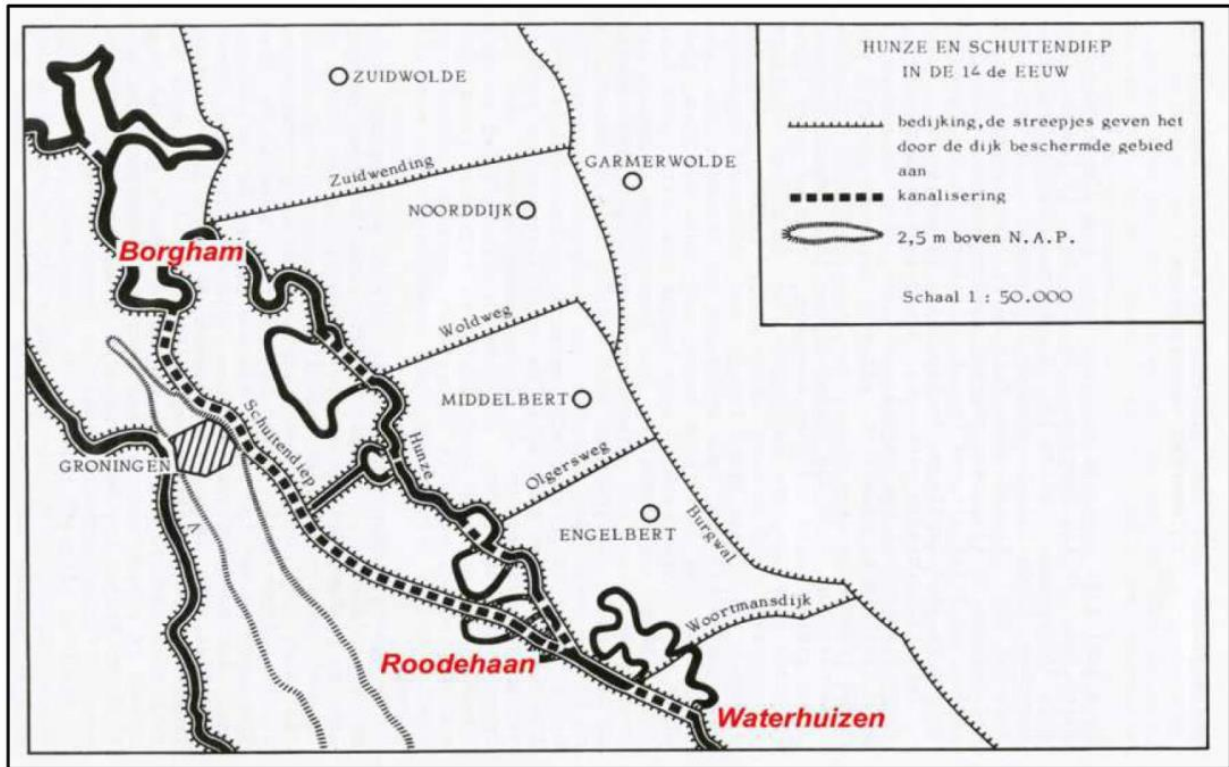 HUNZE EN SCHUITENDIEP
IN DE 14 de EEUW
bedijking, de streepjes geven het
door de dijk beschermde gebied
aan
kanalisering
2,5 m boven N.A.P.
Schaal 1 : 50.000
ZUIDWOLDE
Zuidwending
GARMERWOLDE
NOORDDIJK
Borgham
Woldweg
MIDDELBERT
Schuitendiep
Hunze
GRONINGEN
Olgersweg
A
ENGELBERT
Burgwal
Woortmansdijk
Roodehaan
Waterhuizen